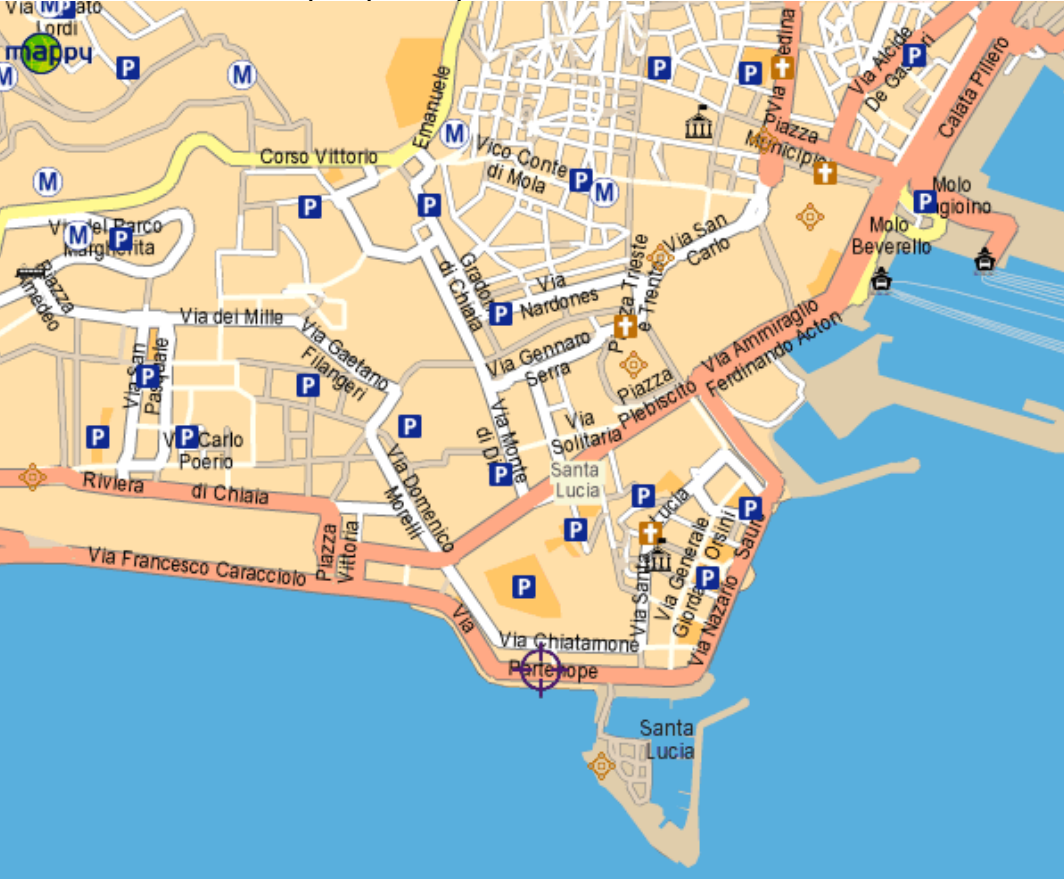 Lordi
mappy
P
M
Via Medina
Via Alcide
De Gasperi
Calata Piliero
Piazza
Municipio
Emanuele
Corso Vittorio
Vico Conte
di Mola
Molo
Molo
Beverello
Via del Parco
Margherita
Via San
Carlo
Piazza
Amedeo
Gradoni
di Chiaia
Via
Nardones
Piazza Trieste
e Trento
Via dei Mille
Via Gaetano
Filangeri
Via Gennaro
Serra
Via Ammiraglio
Ferdinando Acton
Via San
Pasquale
Piazza
Plebiscito
Via
Solitaria
Via Monte
di Di
Via Carlo
Poerio
Santa
Lucia
Riviera
di Chiaia
Via Domenico
Morelli
Piazza
Vittoria
Via Francesco Caracciolo
Via Santa Lucia
Via Generale
Giordano Orsini
Via Nazario Sauro
Via
Partenope
Via Chiatamone
Santa
Lucia